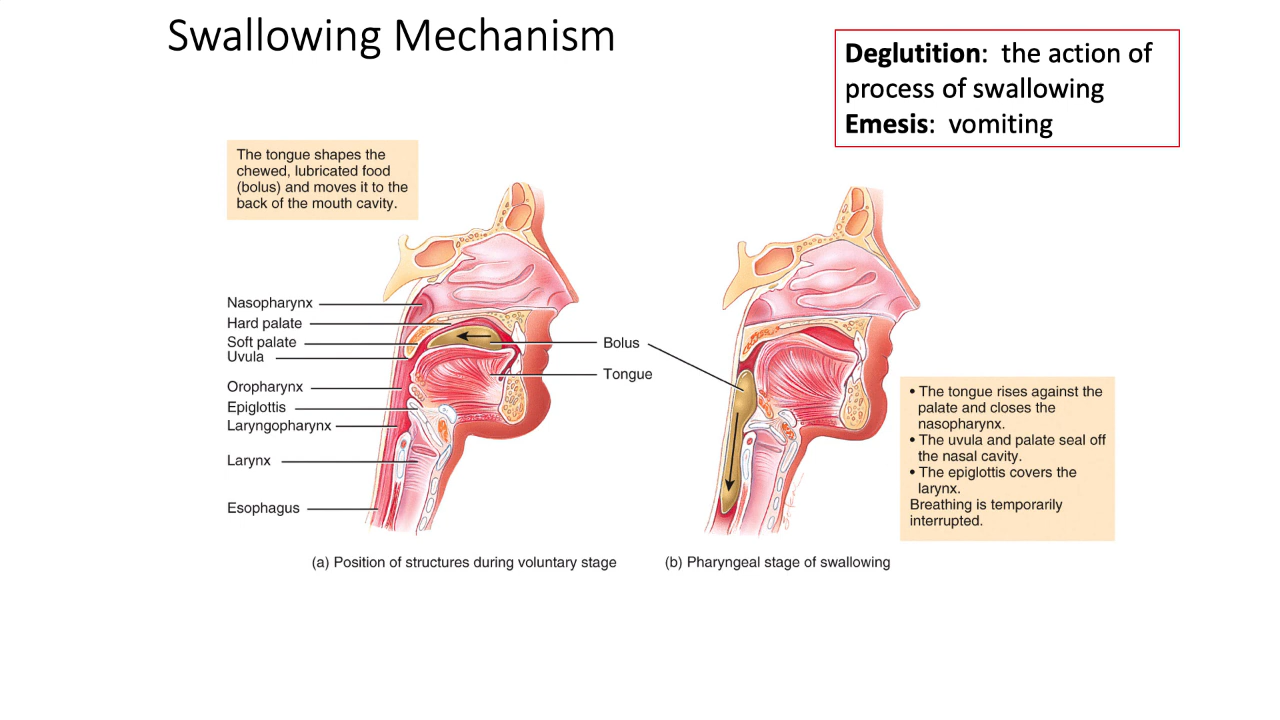 Swallowing Mechanism
Deglutition: the action of
process of swallowing
Emesis: vomiting
The tongue shapes the
chewed, lubricated food
(bolus) and moves it to the
back of the mouth cavity.
Nasopharynx
Hard palate
Soft palate
Uvula
Oropharynx
Epiglottis
Laryngopharynx
Larynx
Esophagus
Bolus
Tongue
• The tongue rises against the
palate and closes the
nasopharynx.
• The uvula and palate seal off
the nasal cavity.
• The epiglottis covers the
larynx.
Breathing is temporarily
interrupted.
(a) Position of structures during voluntary stage
(b) Pharyngeal stage of swallowing